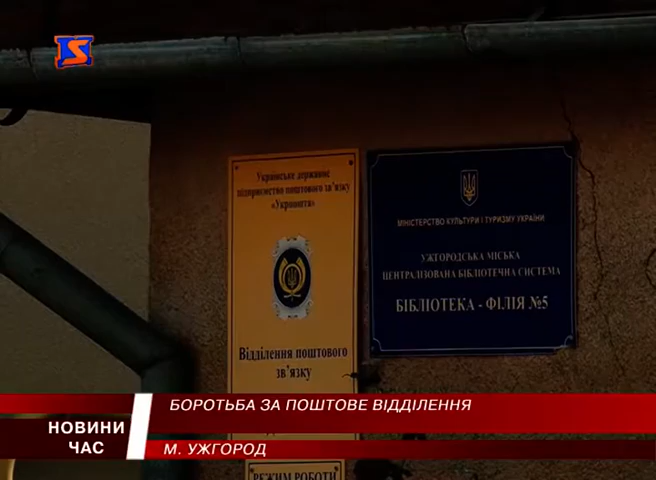 Українське державне
підприємство поштового зв'язку
«Укрпошта»
Відділення поштового
зв'язку
РЕЖИМ РОБОТИ
МІНІСТЕРСТВО КУЛЬТУРИ І ТУРИЗМУ УКРАЇНИ
УЖГОРОДСЬКА МІСЬКА
ЦЕНТРАЛІЗОВАНА БІБЛІОТЕЧНА СИСТЕМА
БІБЛІОТЕКА - ФІЛІЯ №5
НОВИНИ
ЧАС
БОРОТЬБА ЗА ПОШТОВЕ ВІДДІЛЕННЯ
М. УЖГОРОД